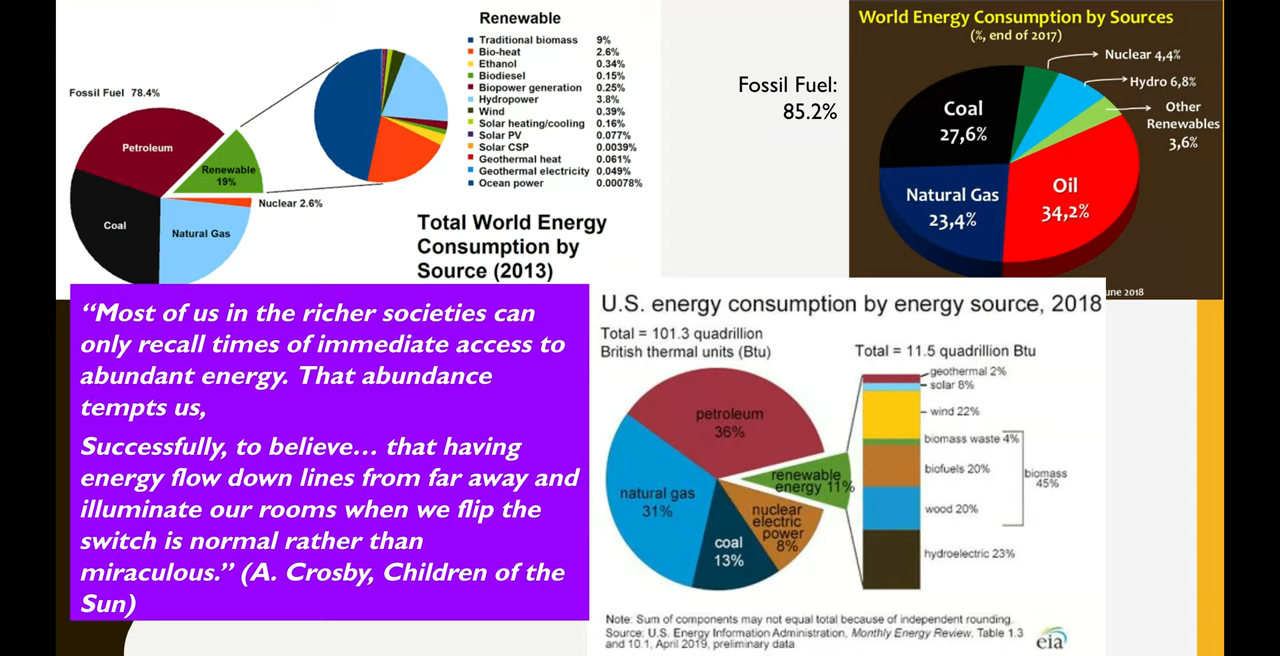 Renewable
Traditional biomass 9%
Bio-heat 2.6%
Ethanol 0.34%
Biodiesel 0.15%
Biopower generation 0.25%
Hydropower 3.8%
Wind 0.39%
Solar heating/cooling 0.16%
Solar PV 0.077%
Solar CSP 0.0039%
Geothermal heat 0.061%
Geothermal electricity 0.049%
Ocean power 0.00078%
Fossil Fuel 78.4%
Petroleum
Renewable
19%
Nuclear 2.6%
Coal
Natural Gas
Total World Energy
Consumption by
Source (2013)
Fossil Fuel:
85.2%
World Energy Consumption by Sources
(%, end of 2017)
Nuclear 4,4%
Hydro 6,8%
Other
Renewables
3,6%
Coal
27,6%
Natural Gas
23,4%
Oil
34,2%
June 2018
“Most of us in the richer societies can
only recall times of immediate access to
abundant energy. That abundance
tempts us,
Successfully, to believe… that having
energy flow down lines from far away and
illuminate our rooms when we flip the
switch is normal rather than
miraculous.” (A. Crosby, Children of the
Sun)
U.S. energy consumption by energy source, 2018
Total = 101.3 quadrillion
British thermal units (Btu)
Total = 11.5 quadrillion Btu
petroleum
36%
natural gas
31%
coal
13%
nuclear
electric
power
8%
renewable
energy 11%
geothermal 2%
solar 8%
wind 22%
biomass waste 4%
biofuels 20%
wood 20%
biomass
45%
hydroelectric 23%
Note: Sum of components may not equal total because of independent rounding.
Source: U.S. Energy Information Administration, Monthly Energy Review, Table 1.3
and 10.1, April 2019, preliminary data
eia